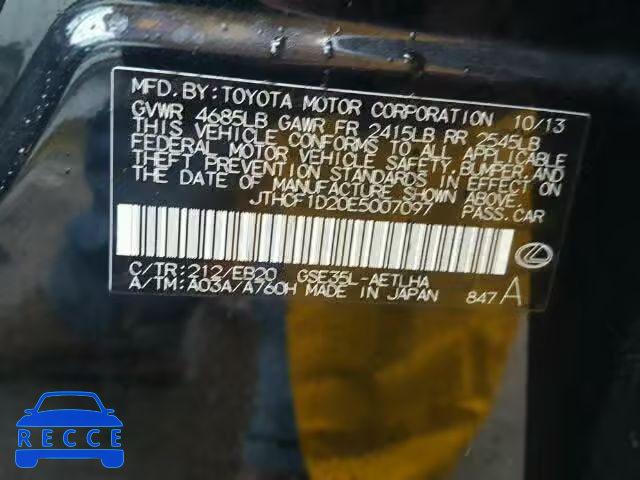 MFD. BY: TOYOTA MOTOR CORPORATION 10/13
GVWR 4685LB GAWR FR 2415LB RR 2545LB
THIS VEHICLE CONFORMS TO ALL APPLICABLE
FEDERAL MOTOR VEHICLE SAFETY, BUMPER, AND
THEFT PREVENTION STANDARDS IN EFFECT ON
THE DATE OF MANUFACTURE SHOWN ABOVE.
JTHCF1D20E5007097 PASS.CAR
C/TR: 212/EB20 GSE35L-AETLHA
A/TM: A03A/A760H MADE IN JAPAN 847 A
RECCE